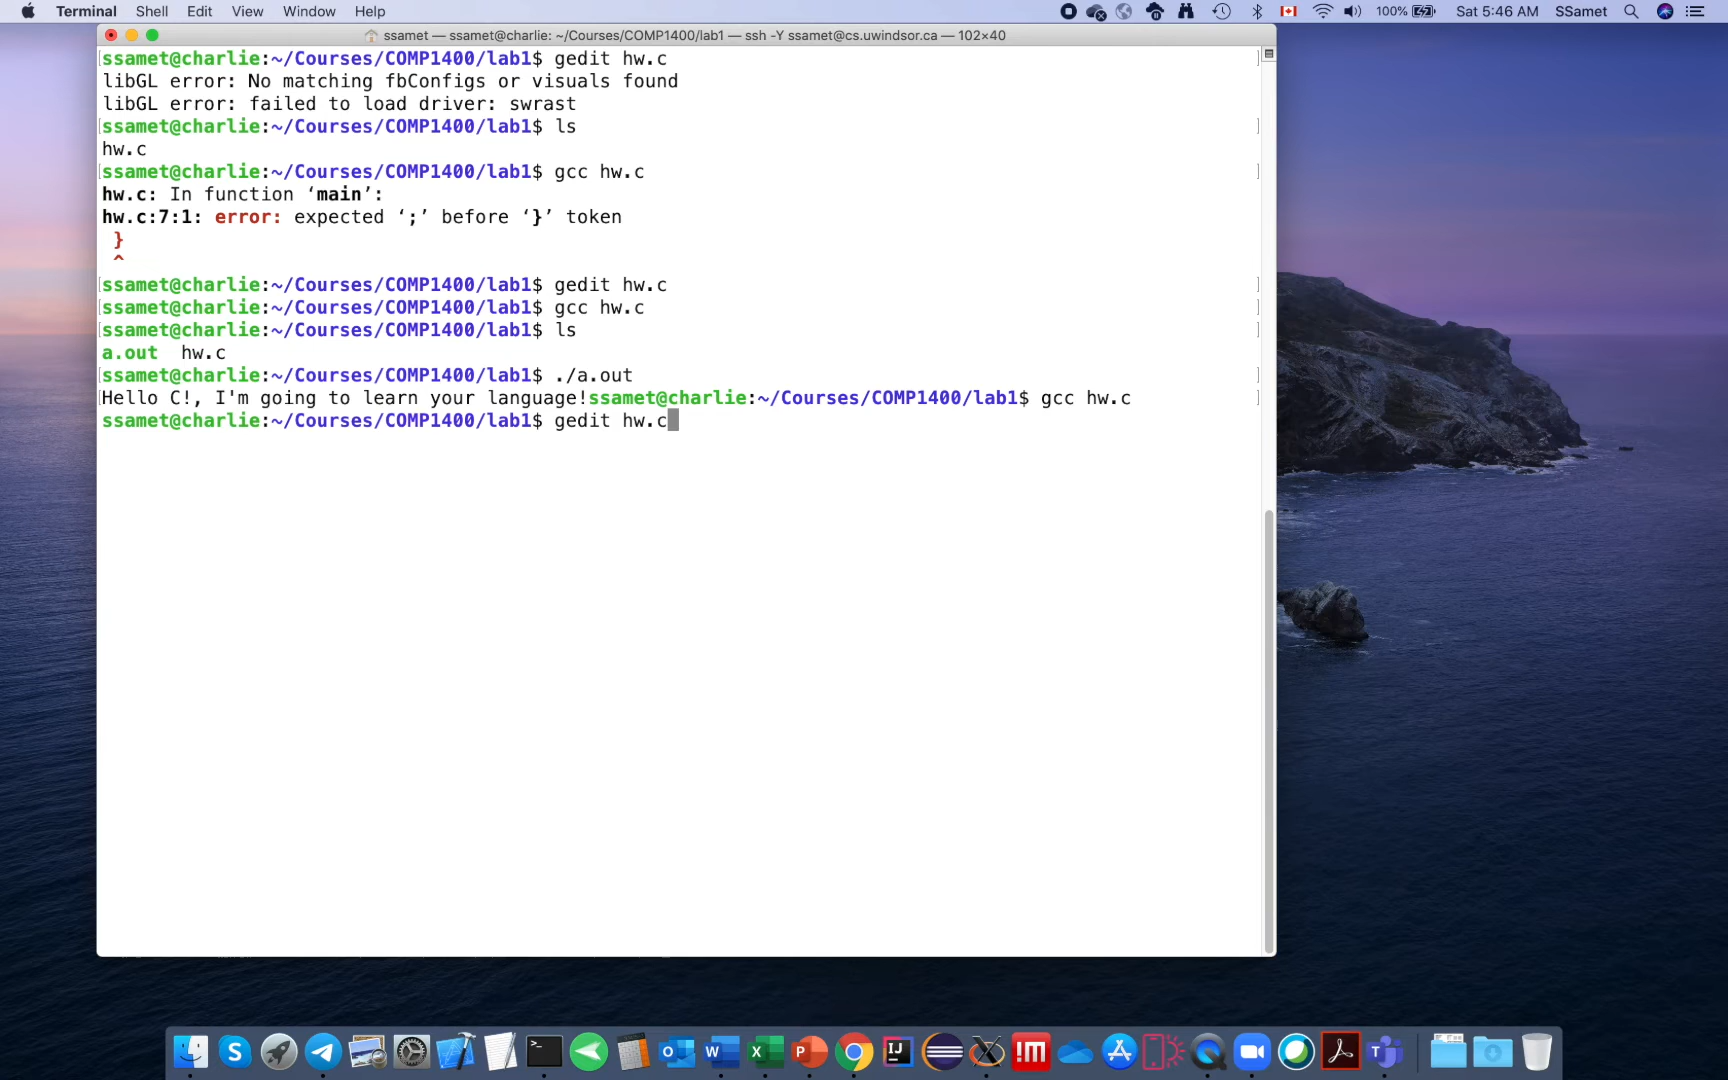 Terminal Shell Edit View Window Help 100% Sat 5:46 AM SSamet
ssamet — ssamet@charlie: ~/Courses/COMP1400/lab1 — ssh -Y ssamet@cs.uwindsor.ca — 102×40
ssamet@charlie:~/Courses/COMP1400/lab1$ gedit hw.c
libGL error: No matching fbConfigs or visuals found
libGL error: failed to load driver: swrast
ssamet@charlie:~/Courses/COMP1400/lab1$ ls
hw.c
ssamet@charlie:~/Courses/COMP1400/lab1$ gcc hw.c
hw.c: In function ‘main’:
hw.c:7:1: error: expected ‘;’ before ‘}’ token
}
^
ssamet@charlie:~/Courses/COMP1400/lab1$ gedit hw.c
ssamet@charlie:~/Courses/COMP1400/lab1$ gcc hw.c
ssamet@charlie:~/Courses/COMP1400/lab1$ ls
a.out  hw.c
ssamet@charlie:~/Courses/COMP1400/lab1$ ./a.out
Hello C!, I'm going to learn your language!ssamet@charlie:~/Courses/COMP1400/lab1$ gcc hw.c
ssamet@charlie:~/Courses/COMP1400/lab1$ gedit hw.c